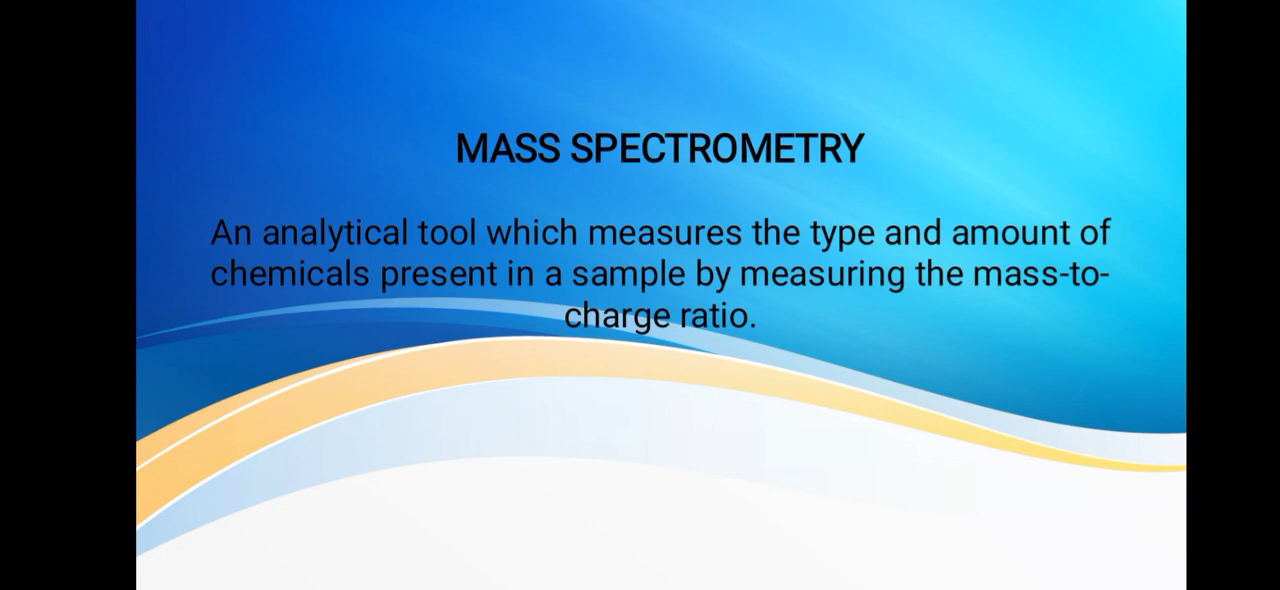 MASS SPECTROMETRY
An analytical tool which measures the type and amount of
chemicals present in a sample by measuring the mass-to-
charge ratio.